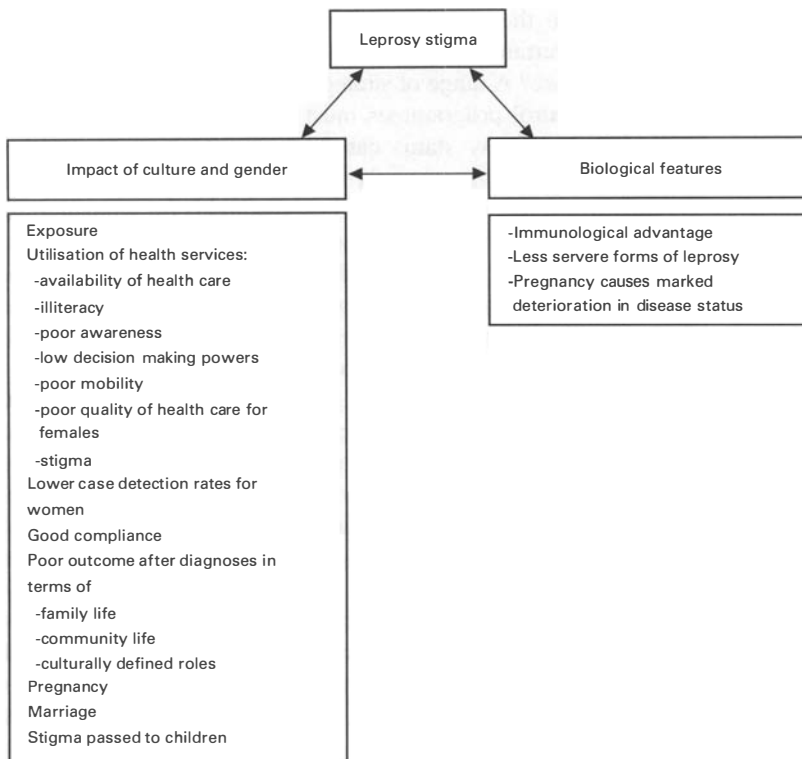 Leprosy stigma
Impact of culture and gender
Biological features
Exposure
Utilisation of health services:
-availability of health care
-illiteracy
-poor awareness
-low decision making powers
-poor mobility
-poor quality of health care for
females
-stigma
Lower case detection rates for
women
Good compliance
Poor outcome after diagnoses in
terms of
-family life
-community life
-culturally defined roles
Pregnancy
Marriage
Stigma passed to children
-Immunological advantage
-Less servere forms of leprosy
-Pregnancy causes marked
deterioration in disease status